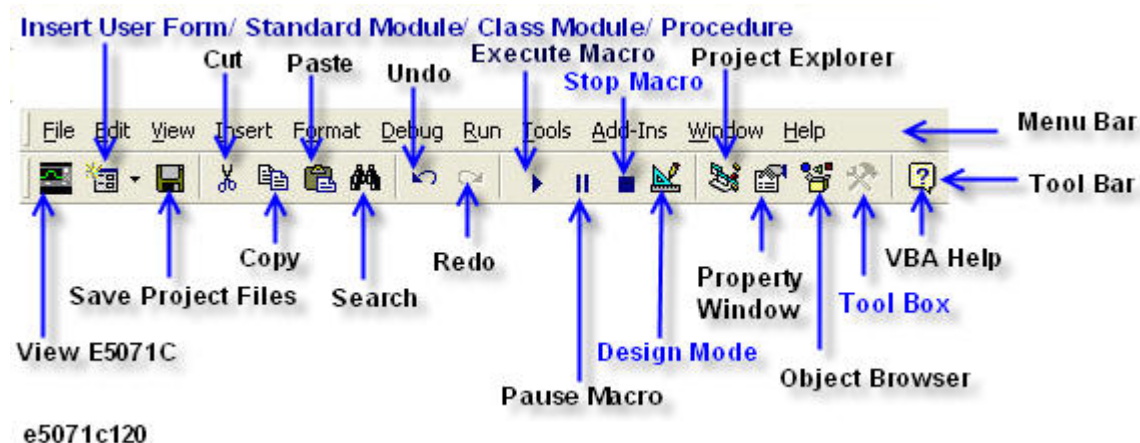 Insert User Form/ Standard Module/ Class Module/ Procedure
Cut
Paste
Undo
Execute Macro
Stop Macro
Project Explorer
File Edit View Insert Format Debug Run Tools Add-Ins Window Help
Menu Bar
Tool Bar
Copy
Redo
VBA Help
Save Project Files
Search
Property
Window
Tool Box
View E5071C
Design Mode
Object Browser
Pause Macro
e5071c120